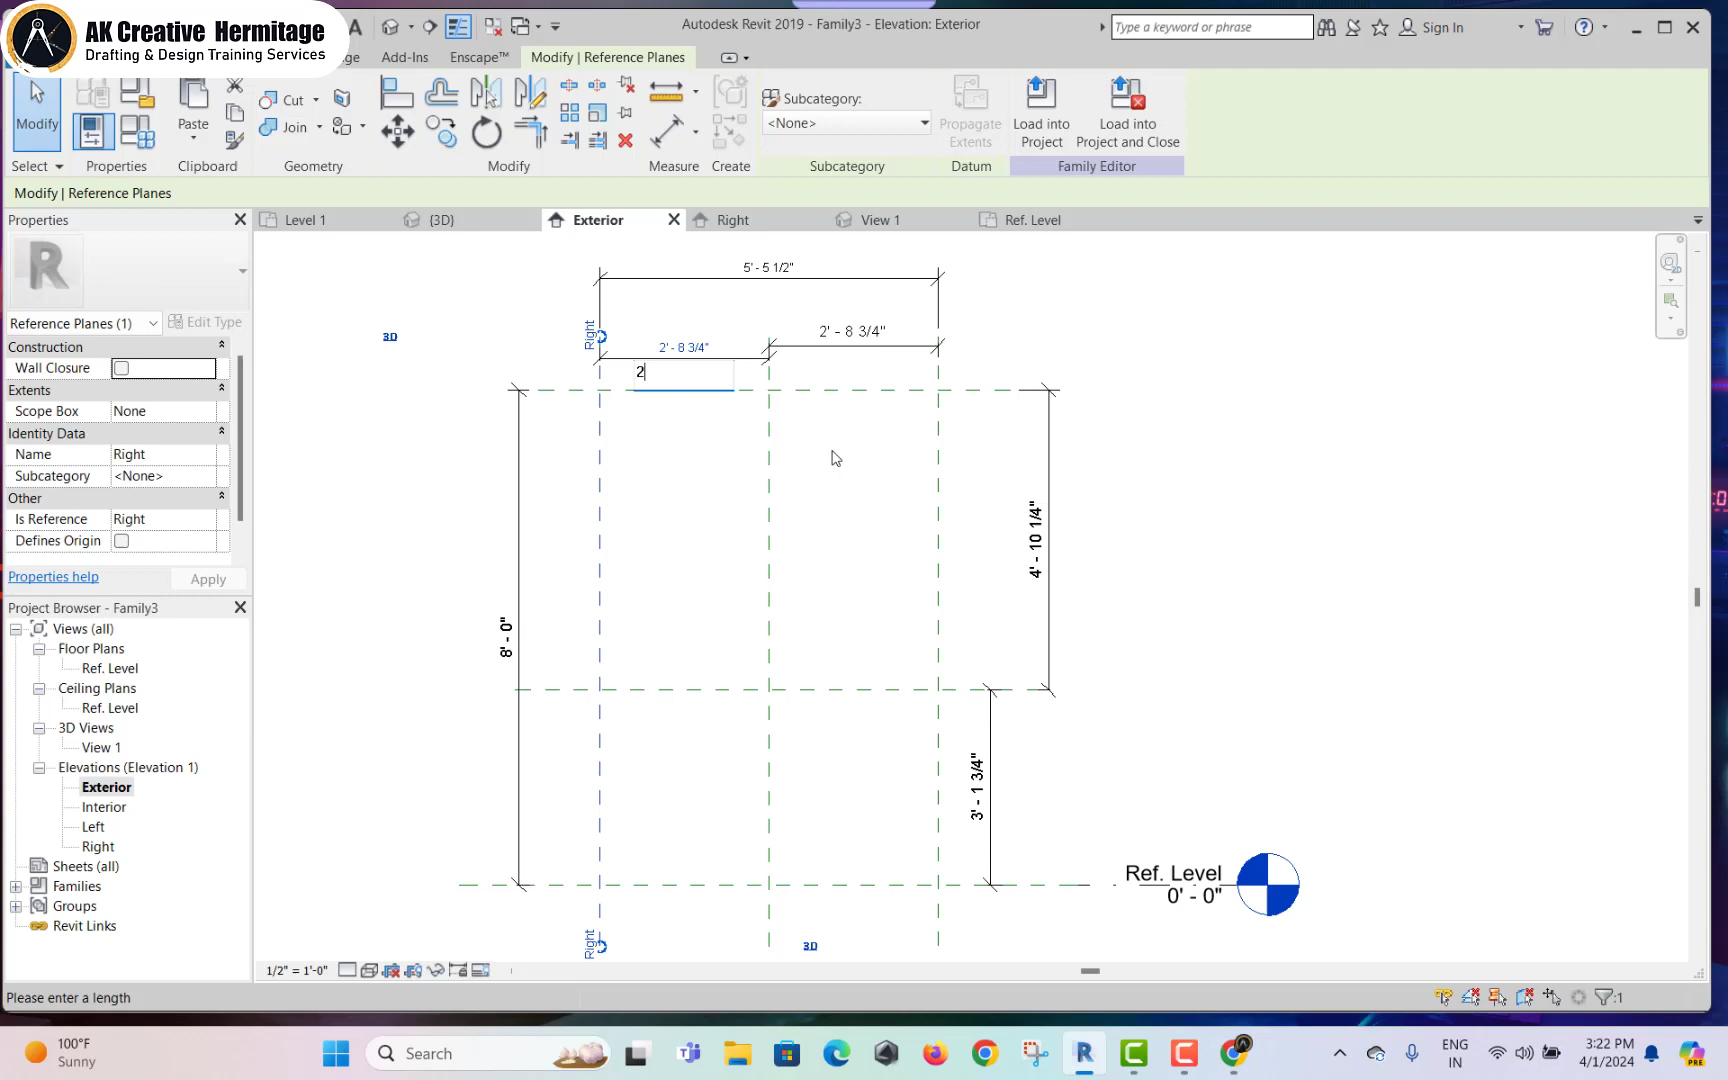 AK Creative Hermitage
Drafting & Design Training Services
Autodesk Revit 2019 - Family3 - Elevation: Exterior
Type a keyword or phrase
Sign In
Add-Ins
Enscape™
Modify | Reference Planes
Modify
Paste
Cut
Join
Subcategory:
<None>
Propagate
Extents
Load into
Project
Load into
Project and Close
Select
Properties
Clipboard
Geometry
Modify
Measure
Create
Subcategory
Datum
Family Editor
Modify | Reference Planes
Properties
Level 1
{3D}
Exterior
Right
View 1
Ref. Level
Reference Planes (1)
Edit Type
Construction
Wall Closure
Extents
Scope Box None
Identity Data
Name Right
Subcategory <None>
Other
Is Reference Right
Defines Origin
Properties help
Apply
Project Browser - Family3
Views (all)
Floor Plans
Ref. Level
Ceiling Plans
Ref. Level
3D Views
View 1
Elevations (Elevation 1)
Exterior
Interior
Left
Right
Sheets (all)
Families
Groups
Revit Links
5' - 5 1/2"
2' - 8 3/4"
2' - 8 3/4"
2
3D
Right
8' - 0"
4' - 10 1/4"
3' - 1 3/4"
Ref. Level
0' - 0"
Right
3D
1/2" = 1'-0"
Please enter a length
:1
100°F
Sunny
Search
ENG
IN
3:22 PM
4/1/2024
PRE